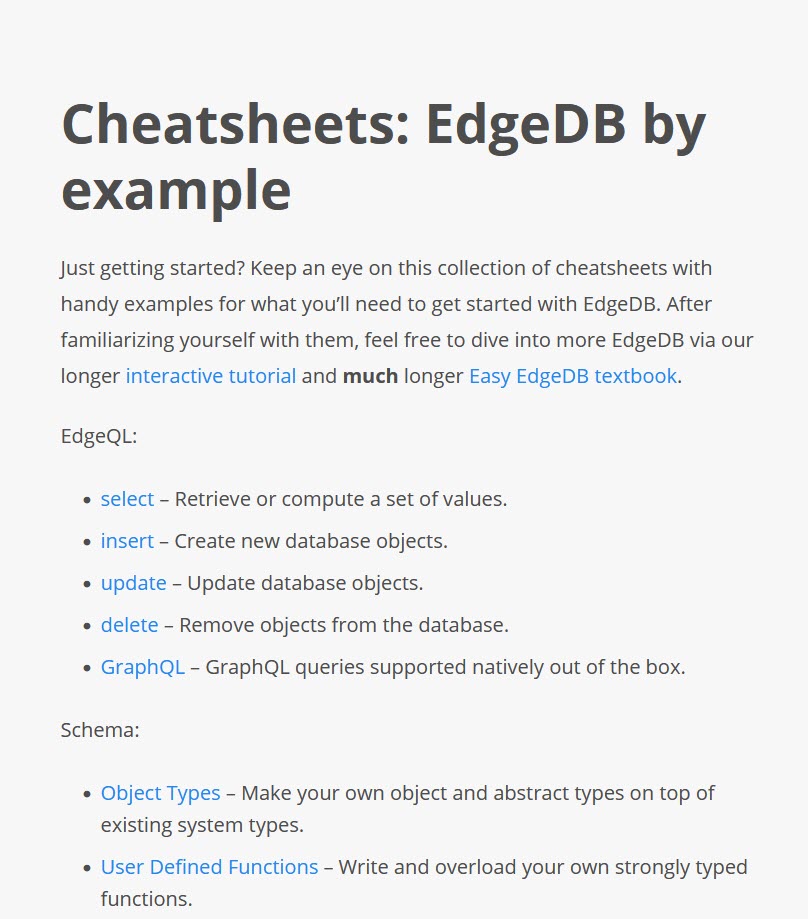 Cheatsheets: EdgeDB by
example
Just getting started? Keep an eye on this collection of cheatsheets with
handy examples for what you’ll need to get started with EdgeDB. After
familiarizing yourself with them, feel free to dive into more EdgeDB via our
longer interactive tutorial and much longer Easy EdgeDB textbook.
EdgeQL:
• select – Retrieve or compute a set of values.
• insert – Create new database objects.
• update – Update database objects.
• delete – Remove objects from the database.
• GraphQL – GraphQL queries supported natively out of the box.
Schema:
• Object Types – Make your own object and abstract types on top of
existing system types.
• User Defined Functions – Write and overload your own strongly typed
functions.